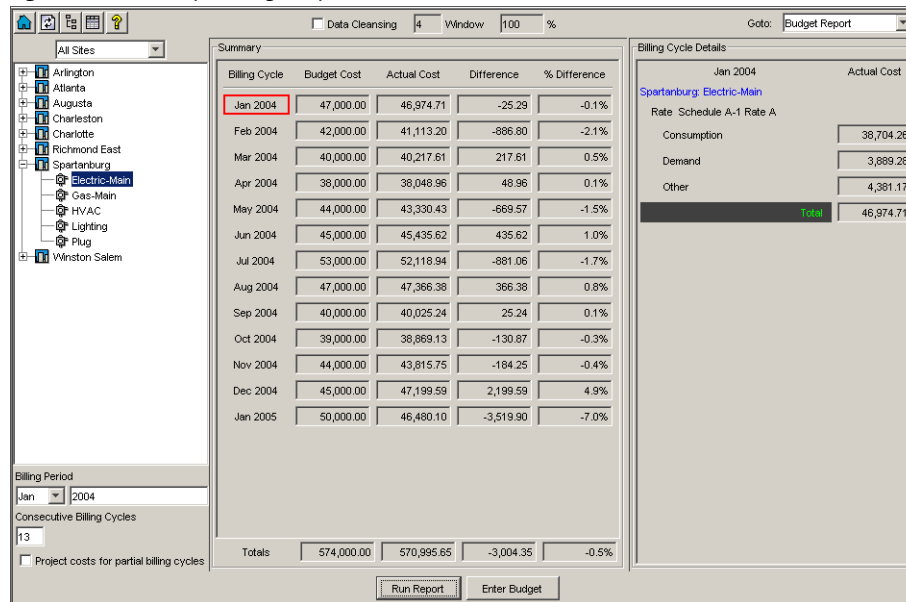 Data Cleansing 4 Window 100 % Goto: Budget Report
All Sites
Arlington
Atlanta
Augusta
Charleston
Charlotte
Richmond East
Spartanburg
Electric-Main
Gas-Main
HVAC
Lighting
Plug
Winston Salem
Billing Period
Jan 2004
Consecutive Billing Cycles
13
Project costs for partial billing cycles
Summary
Billing Cycle Budget Cost Actual Cost Difference % Difference
Jan 2004 47,000.00 46,974.71 -25.29 -0.1%
Feb 2004 42,000.00 41,113.20 -886.80 -2.1%
Mar 2004 40,000.00 40,217.61 217.61 0.5%
Apr 2004 38,000.00 38,048.96 48.96 0.1%
May 2004 44,000.00 43,330.43 -669.57 -1.5%
Jun 2004 45,000.00 45,435.62 435.62 1.0%
Jul 2004 53,000.00 52,118.94 -881.06 -1.7%
Aug 2004 47,000.00 47,366.38 366.38 0.8%
Sep 2004 40,000.00 40,025.24 25.24 0.1%
Oct 2004 39,000.00 38,869.13 -130.87 -0.3%
Nov 2004 44,000.00 43,815.75 -184.25 -0.4%
Dec 2004 45,000.00 47,199.59 2,199.59 4.9%
Jan 2005 50,000.00 46,480.10 -3,519.90 -7.0%
Totals 574,000.00 570,995.65 -3,004.35 -0.5%
Billing Cycle Details
Jan 2004 Actual Cost
Spartanburg: Electric-Main
Rate Schedule A-1 Rate A
Consumption 38,704.26
Demand 3,889.28
Other 4,381.17
Total 46,974.71
Run Report Enter Budget